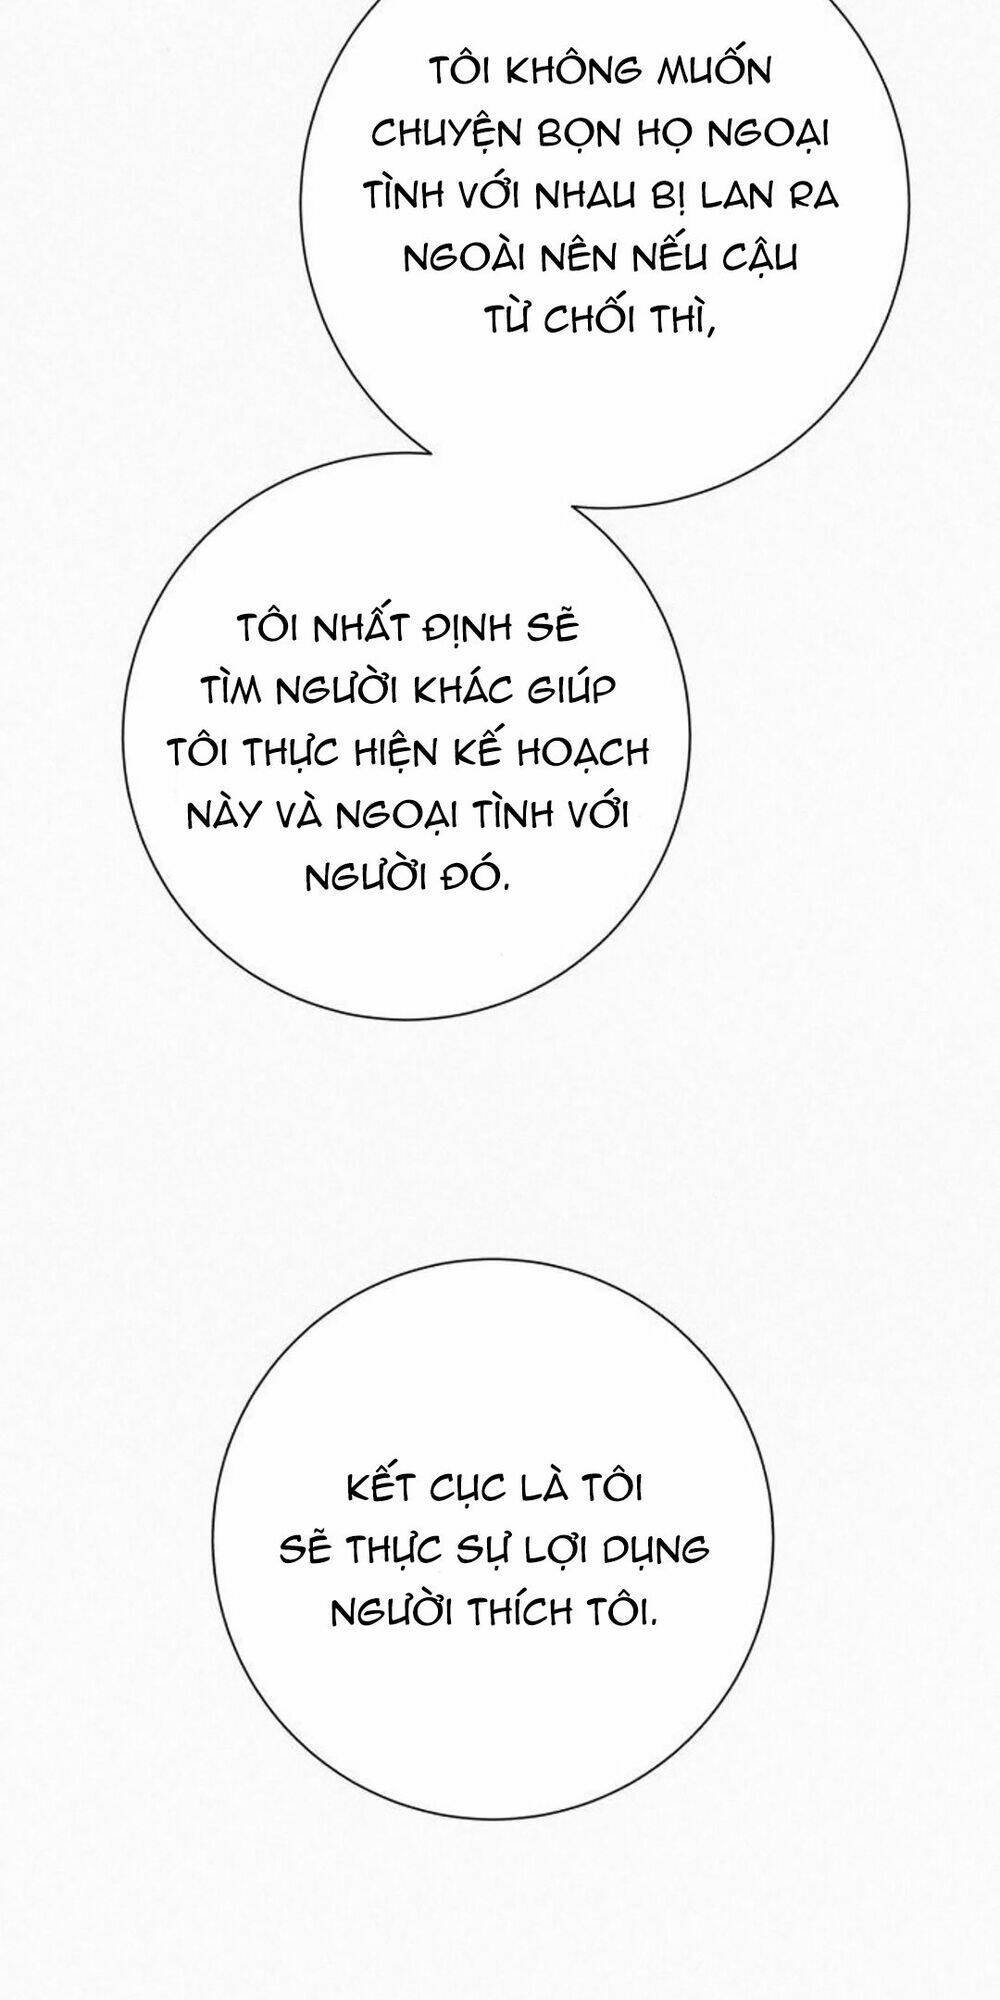 TÔI KHÔNG MUỐN
CHUYỆN BỌN HỌ NGOẠI
TÌNH VỚI NHAU BỊ LAN RA
NGOÀI NÊN NẾU CẬU
TỪ CHỐI THÌ,
TÔI NHẤT ĐỊNH SẼ
TÌM NGƯỜI KHÁC GIÚP
TÔI THỰC HIỆN KẾ HOẠCH
NÀY VÀ NGOẠI TÌNH VỚI
NGƯỜI ĐÓ.
KẾT CỤC LÀ TÔI
SẼ THỰC SỰ LỢI DỤNG
NGƯỜI THÍCH TÔI.